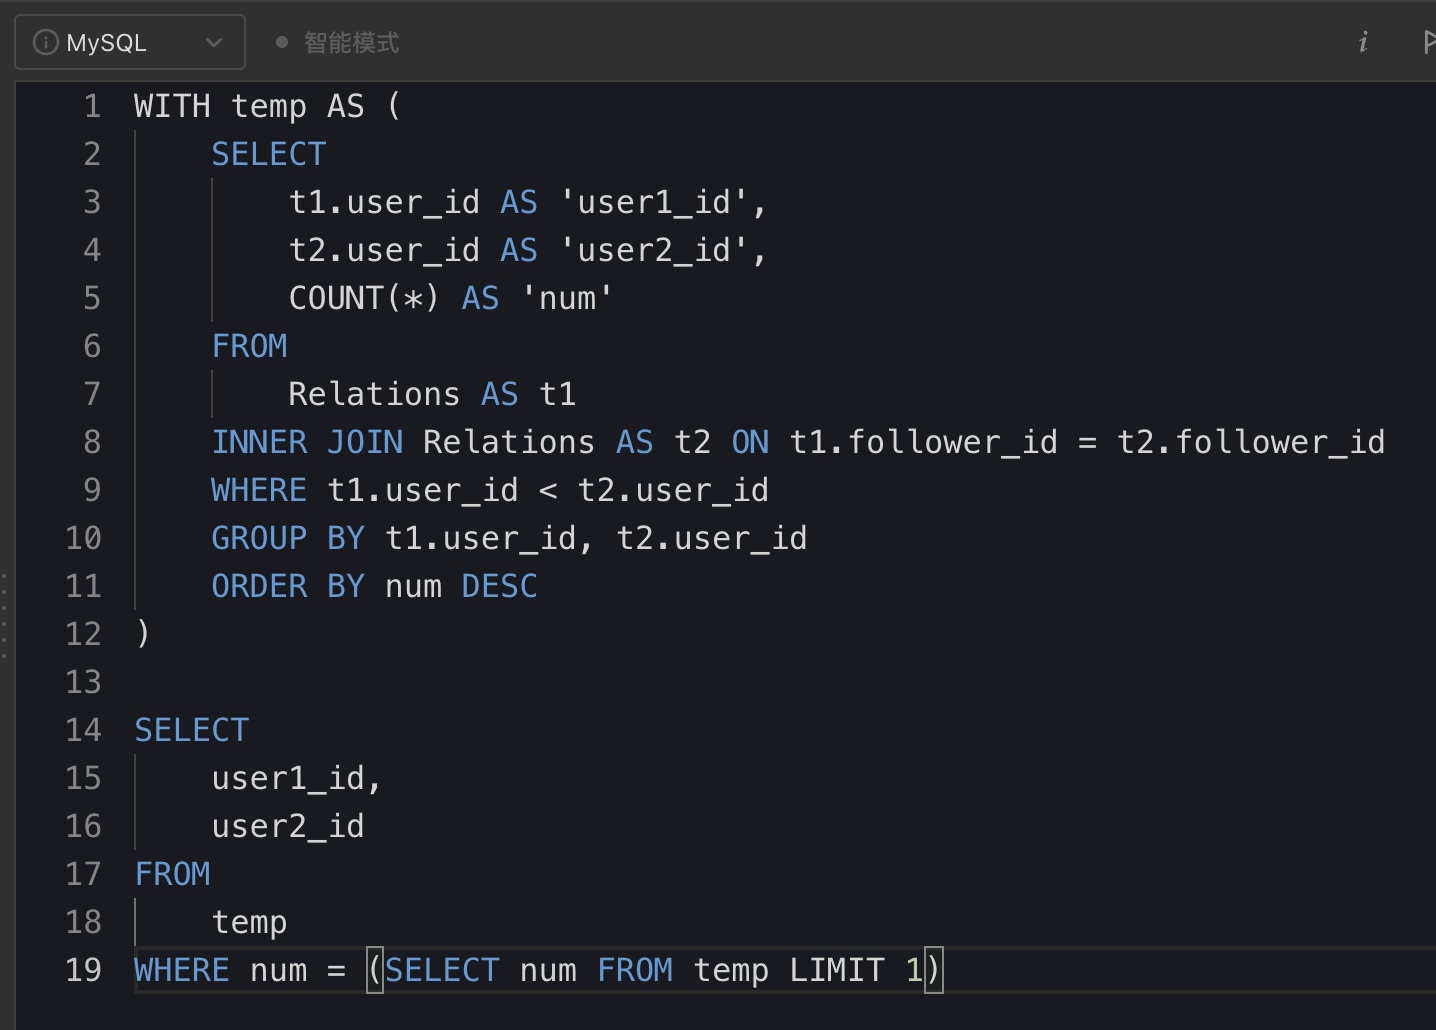 MySQL 智能模式 i
1 WITH temp AS (
2 SELECT
3 t1.user_id AS 'user1_id',
4 t2.user_id AS 'user2_id',
5 COUNT(*) AS 'num'
6 FROM
7 Relations AS t1
8 INNER JOIN Relations AS t2 ON t1.follower_id = t2.follower_id
9 WHERE t1.user_id < t2.user_id
10 GROUP BY t1.user_id, t2.user_id
11 ORDER BY num DESC
12 )
13
14 SELECT
15 user1_id,
16 user2_id
17 FROM
18 temp
19 WHERE num = (SELECT num FROM temp LIMIT 1)